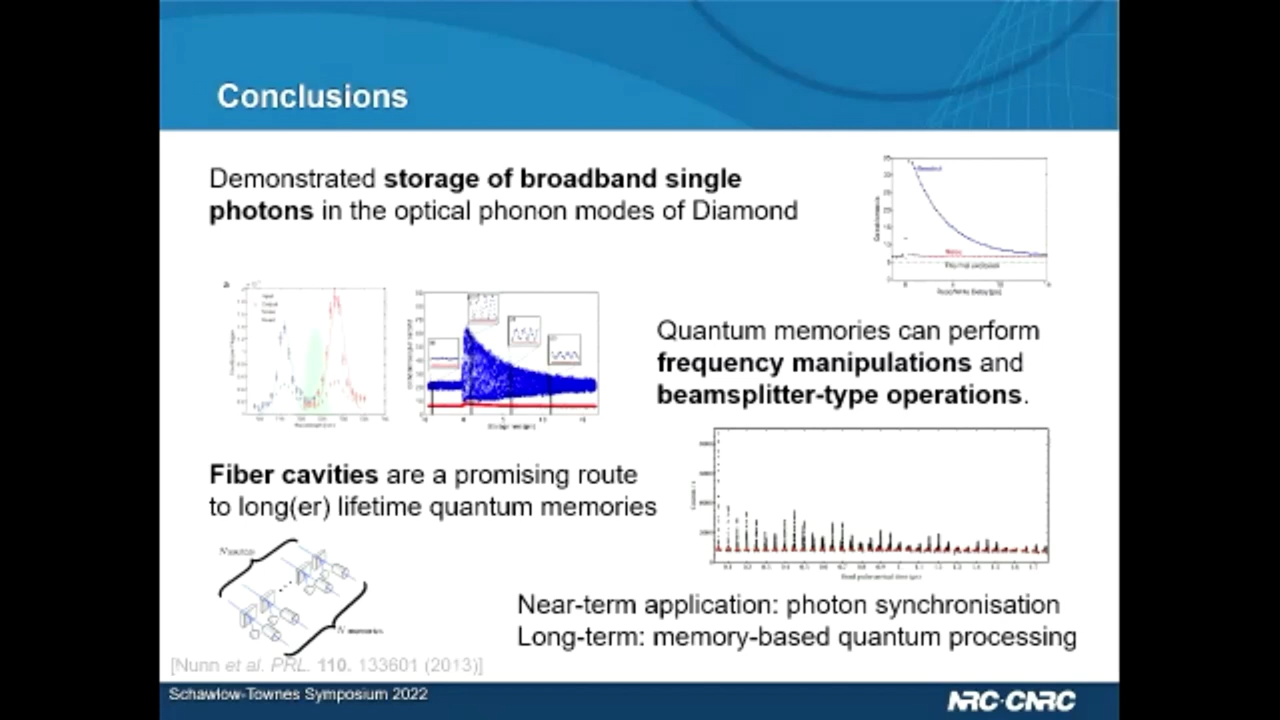 Conclusions
Demonstrated storage of broadband single
photons in the optical phonon modes of Diamond
Quantum memories can perform
frequency manipulations and
beamsplitter-type operations.
Fiber cavities are a promising route
to long(er) lifetime quantum memories
N sources
N memories
Near-term application: photon synchronisation
Long-term: memory-based quantum processing
[Nunn et al. PRL. 110. 133601 (2013)]
Schawlow-Townes Symposium 2022
NRC·CNRC